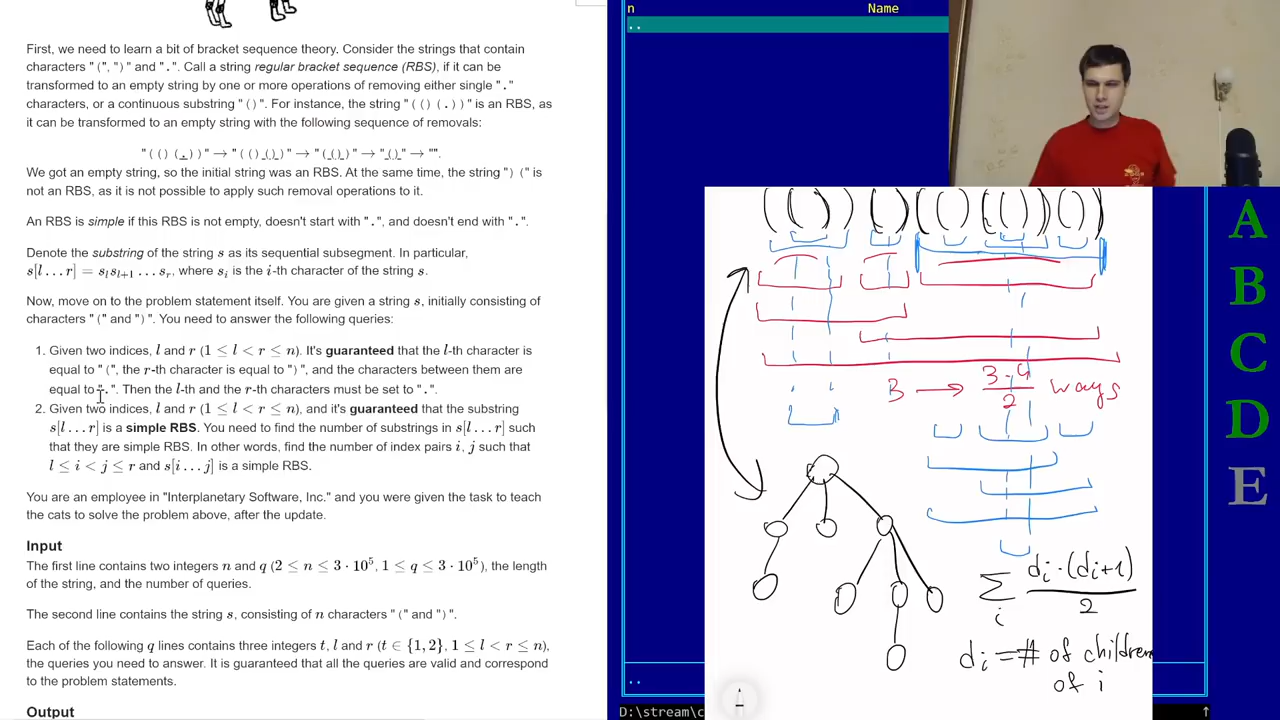 First, we need to learn a bit of bracket sequence theory. Consider the strings that contain
characters "(", ")" and ".". Call a string regular bracket sequence (RBS), if it can be
transformed to an empty string by one or more operations of removing either single "."
characters, or a continuous substring "()". For instance, the string "(()(.))" is an RBS, as
it can be transformed to an empty string with the following sequence of removals:
"(()(.))" → "(()())" → "(())" → "()" → "".
We got an empty string, so the initial string was an RBS. At the same time, the string ")(" is
not an RBS, as it is not possible to apply such removal operations to it.
An RBS is simple if this RBS is not empty, doesn't start with ".", and doesn't end with ".".
Denote the substring of the string s as its sequential subsegment. In particular,
s[l…r] = s_l s_{l+1} … s_r, where s_i is the i-th character of the string s.
Now, move on to the problem statement itself. You are given a string s, initially consisting of
characters "(" and ")". You need to answer the following queries:
1. Given two indices, l and r (1 ≤ l < r ≤ n). It's guaranteed that the l-th character is
equal to "(", the r-th character is equal to ")", and the characters between them are
equal to ".". Then the l-th and the r-th characters must be set to ".".
2. Given two indices, l and r (1 ≤ l < r ≤ n), and it's guaranteed that the substring
s[l…r] is a simple RBS. You need to find the number of substrings in s[l…r] such
that they are simple RBS. In other words, find the number of index pairs i, j such that
l ≤ i < j ≤ r and s[i…j] is a simple RBS.
You are an employee in "Interplanetary Software, Inc." and you were given the task to teach
the cats to solve the problem above, after the update.
Input
The first line contains two integers n and q (2 ≤ n ≤ 3 · 10^5, 1 ≤ q ≤ 3 · 10^5), the length
of the string, and the number of queries.
The second line contains the string s, consisting of n characters "(" and ")".
Each of the following q lines contains three integers t, l and r (t ∈ {1, 2}, 1 ≤ l < r ≤ n),
the queries you need to answer. It is guaranteed that all the queries are valid and correspond
to the problem statements.
Output
n Name
..
(())()(()(())())
3 → 3·4/2 ways
∑_i d_i·(d_i+1)/2
d_i = # of children
of i
..
D:\stream\c
A
B
C
D
E